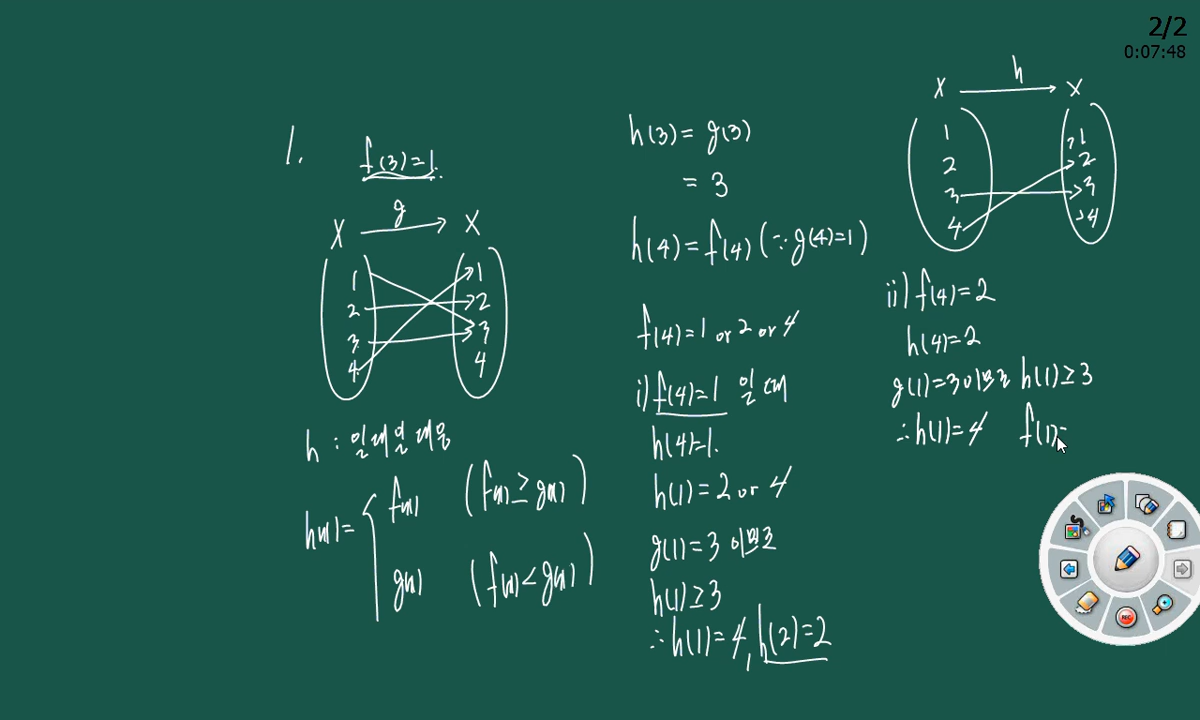 2/2
0:07:48
1.
f(3)=1.
X g X
1 1
2 2
3 3
4 4
h : 일대일 대응
h(x)= f(x) (f(x)≥g(x))
g(x) (f(x)<g(x))
h(3)=g(3)
=3
h(4)=f(4) (∵g(4)=1)
f(4)=1 or 2 or 4
i) f(4)=1 일 때
h(4)=1.
h(1)=2 or 4
g(1)=3 이므로
h(1)≥3
∴h(1)=4, h(2)=2
X h X
1 1
2 2
3 3
4 4
ii) f(4)=2
h(4)=2
g(1)=3이므로 h(1)≥3
∴h(1)=4 f(1)=
REC